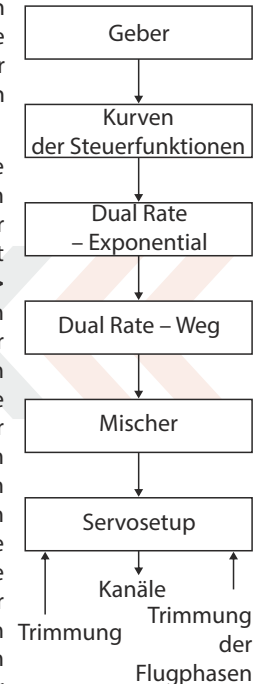 Geber
Kurven
der Steuerfunktionen
Dual Rate
– Exponential
Dual Rate – Weg
Mischer
Servosetup
Kanäle
Trimmung
Trimmung
der
Flugphasen